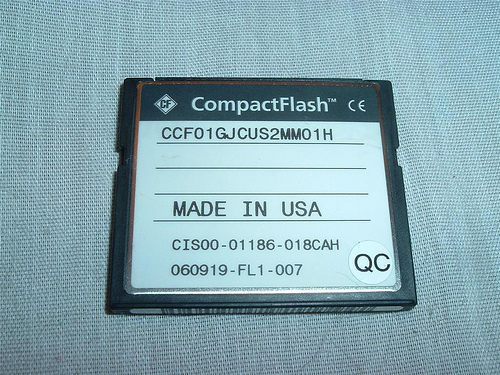 CF CompactFlash™ CE
CCF01GJCUS2MM01H
MADE IN USA
CIS00-01186-018CAH
060919-FL1-007
QC